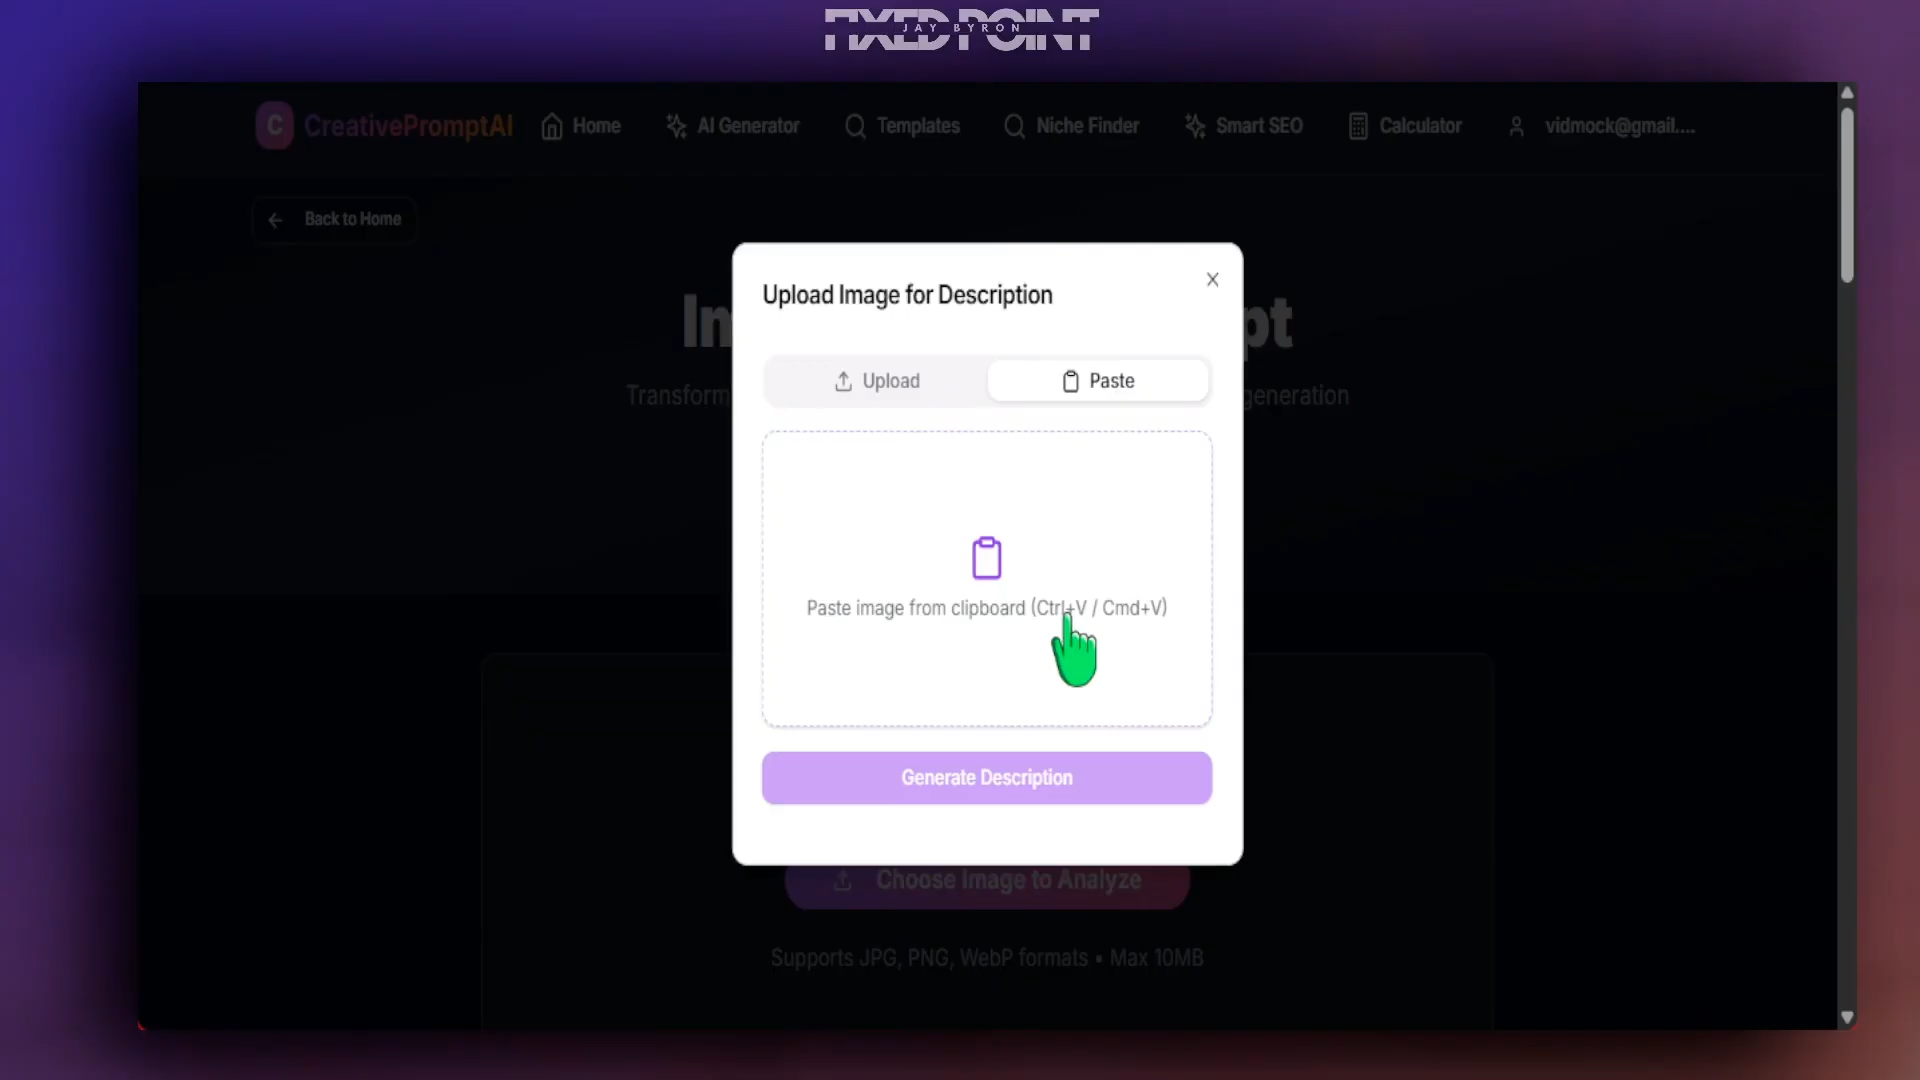 FIXED POINT
JAY BYRON
C CreativePromptAI Home AI Generator Templates Niche Finder Smart SEO Calculator vidmock@gmail....
Back to Home
Upload Image for Description
Transform
generation
Upload Paste
Paste image from clipboard (Ctrl+V / Cmd+V)
Generate Description
Choose Image to Analyze
Supports JPG, PNG, WebP formats • Max 10MB